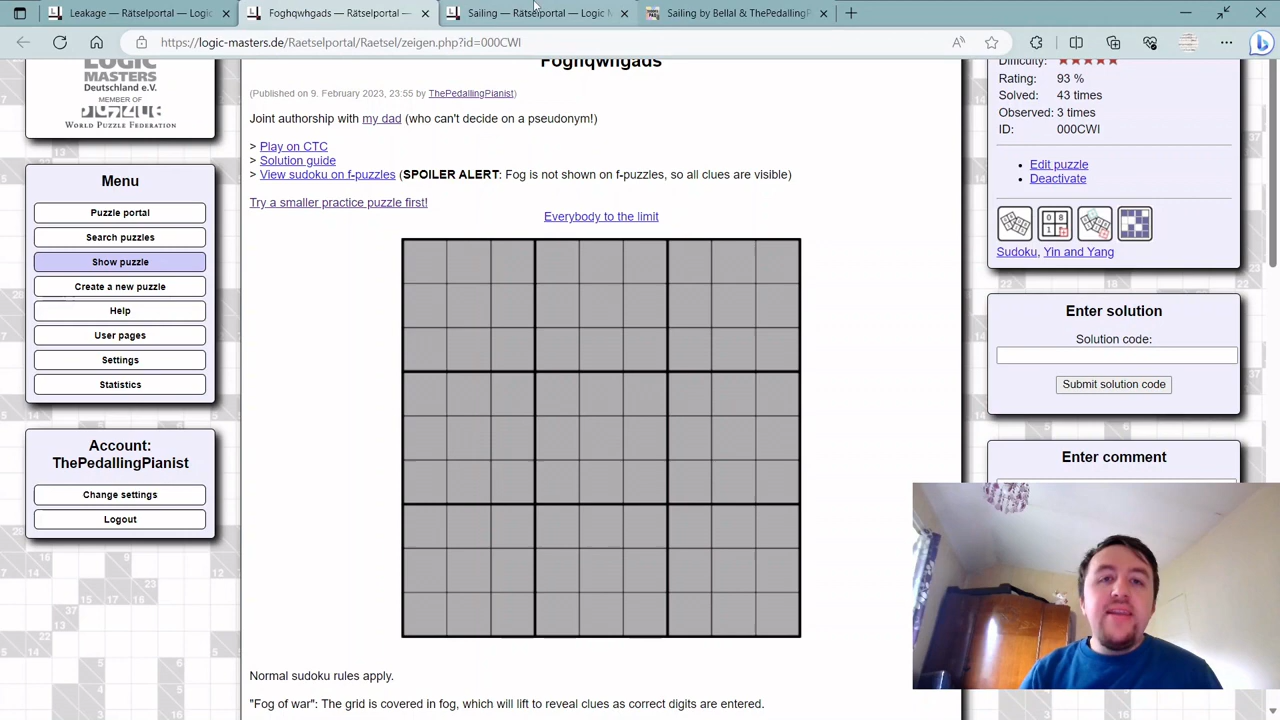 Leakage — Rätselportal — Logic
Foghqwhgads — Rätselportal —
Sailing — Rätselportal — Logic M
Sailing by Bellal & ThePedallingP
https://logic-masters.de/Raetselportal/Raetsel/zeigen.php?id=000CWI
LOGIC
MASTERS
Deutschland e.V.
MEMBER OF
PUZZLE
WORLD PUZZLE FEDERATION
Menu
Puzzle portal
Search puzzles
Show puzzle
Create a new puzzle
Help
User pages
Settings
Statistics
Account:
ThePedallingPianist
Change settings
Logout
Foghqwhgads
(Published on 9. February 2023, 23:55 by ThePedallingPianist)
Joint authorship with my dad (who can't decide on a pseudonym!)
> Play on CTC
> Solution guide
> View sudoku on f-puzzles (SPOILER ALERT: Fog is not shown on f-puzzles, so all clues are visible)
Try a smaller practice puzzle first!
Everybody to the limit
Normal sudoku rules apply.
"Fog of war": The grid is covered in fog, which will lift to reveal clues as correct digits are entered.
Difficulty:
Rating: 93 %
Solved: 43 times
Observed: 3 times
ID: 000CWI
Edit puzzle
Deactivate
Sudoku, Yin and Yang
Enter solution
Solution code:
Submit solution code
Enter comment